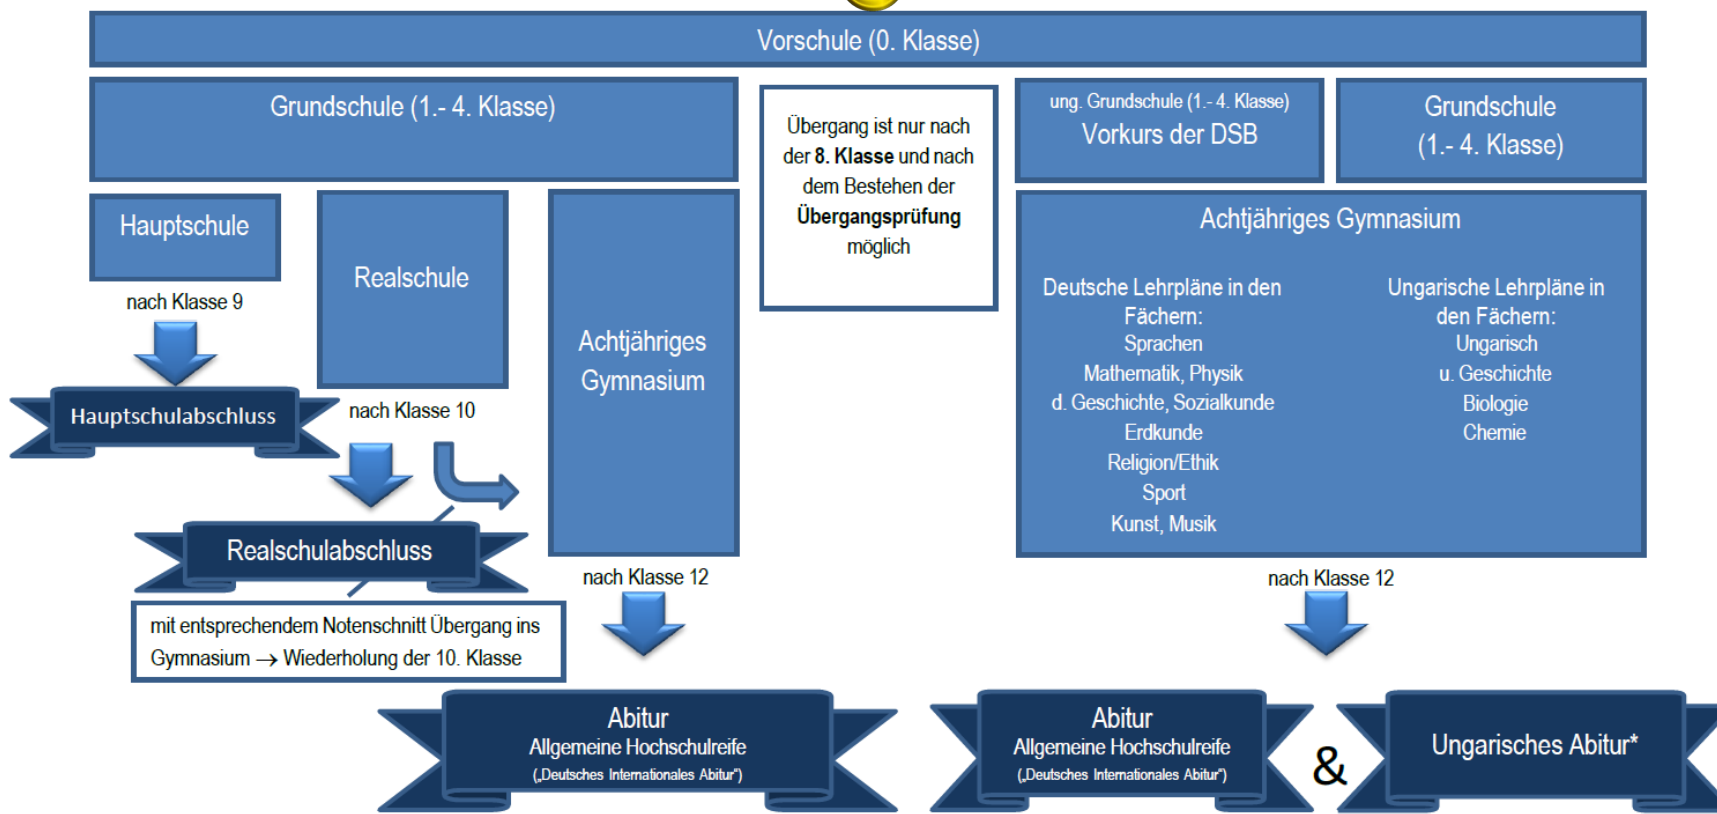 Vorschule (0. Klasse)
Grundschule (1.- 4. Klasse)
Übergang ist nur nach
der 8. Klasse und nach
dem Bestehen der
Übergangsprüfung
möglich
ung. Grundschule (1.- 4. Klasse)
Vorkurs der DSB
Grundschule
(1.- 4. Klasse)
Hauptschule
nach Klasse 9
Hauptschulabschluss
Realschule
nach Klasse 10
Realschulabschluss
mit entsprechendem Notenschnitt Übergang ins
Gymnasium → Wiederholung der 10. Klasse
Achtjähriges
Gymnasium
nach Klasse 12
Abitur
Allgemeine Hochschulreife
(„Deutsches Internationales Abitur“)
Achtjähriges Gymnasium
Deutsche Lehrpläne in den
Fächern:
Sprachen
Mathematik, Physik
d. Geschichte, Sozialkunde
Erdkunde
Religion/Ethik
Sport
Kunst, Musik
Ungarische Lehrpläne in
den Fächern:
Ungarisch
u. Geschichte
Biologie
Chemie
nach Klasse 12
Abitur
Allgemeine Hochschulreife
(„Deutsches Internationales Abitur“)
&
Ungarisches Abitur*